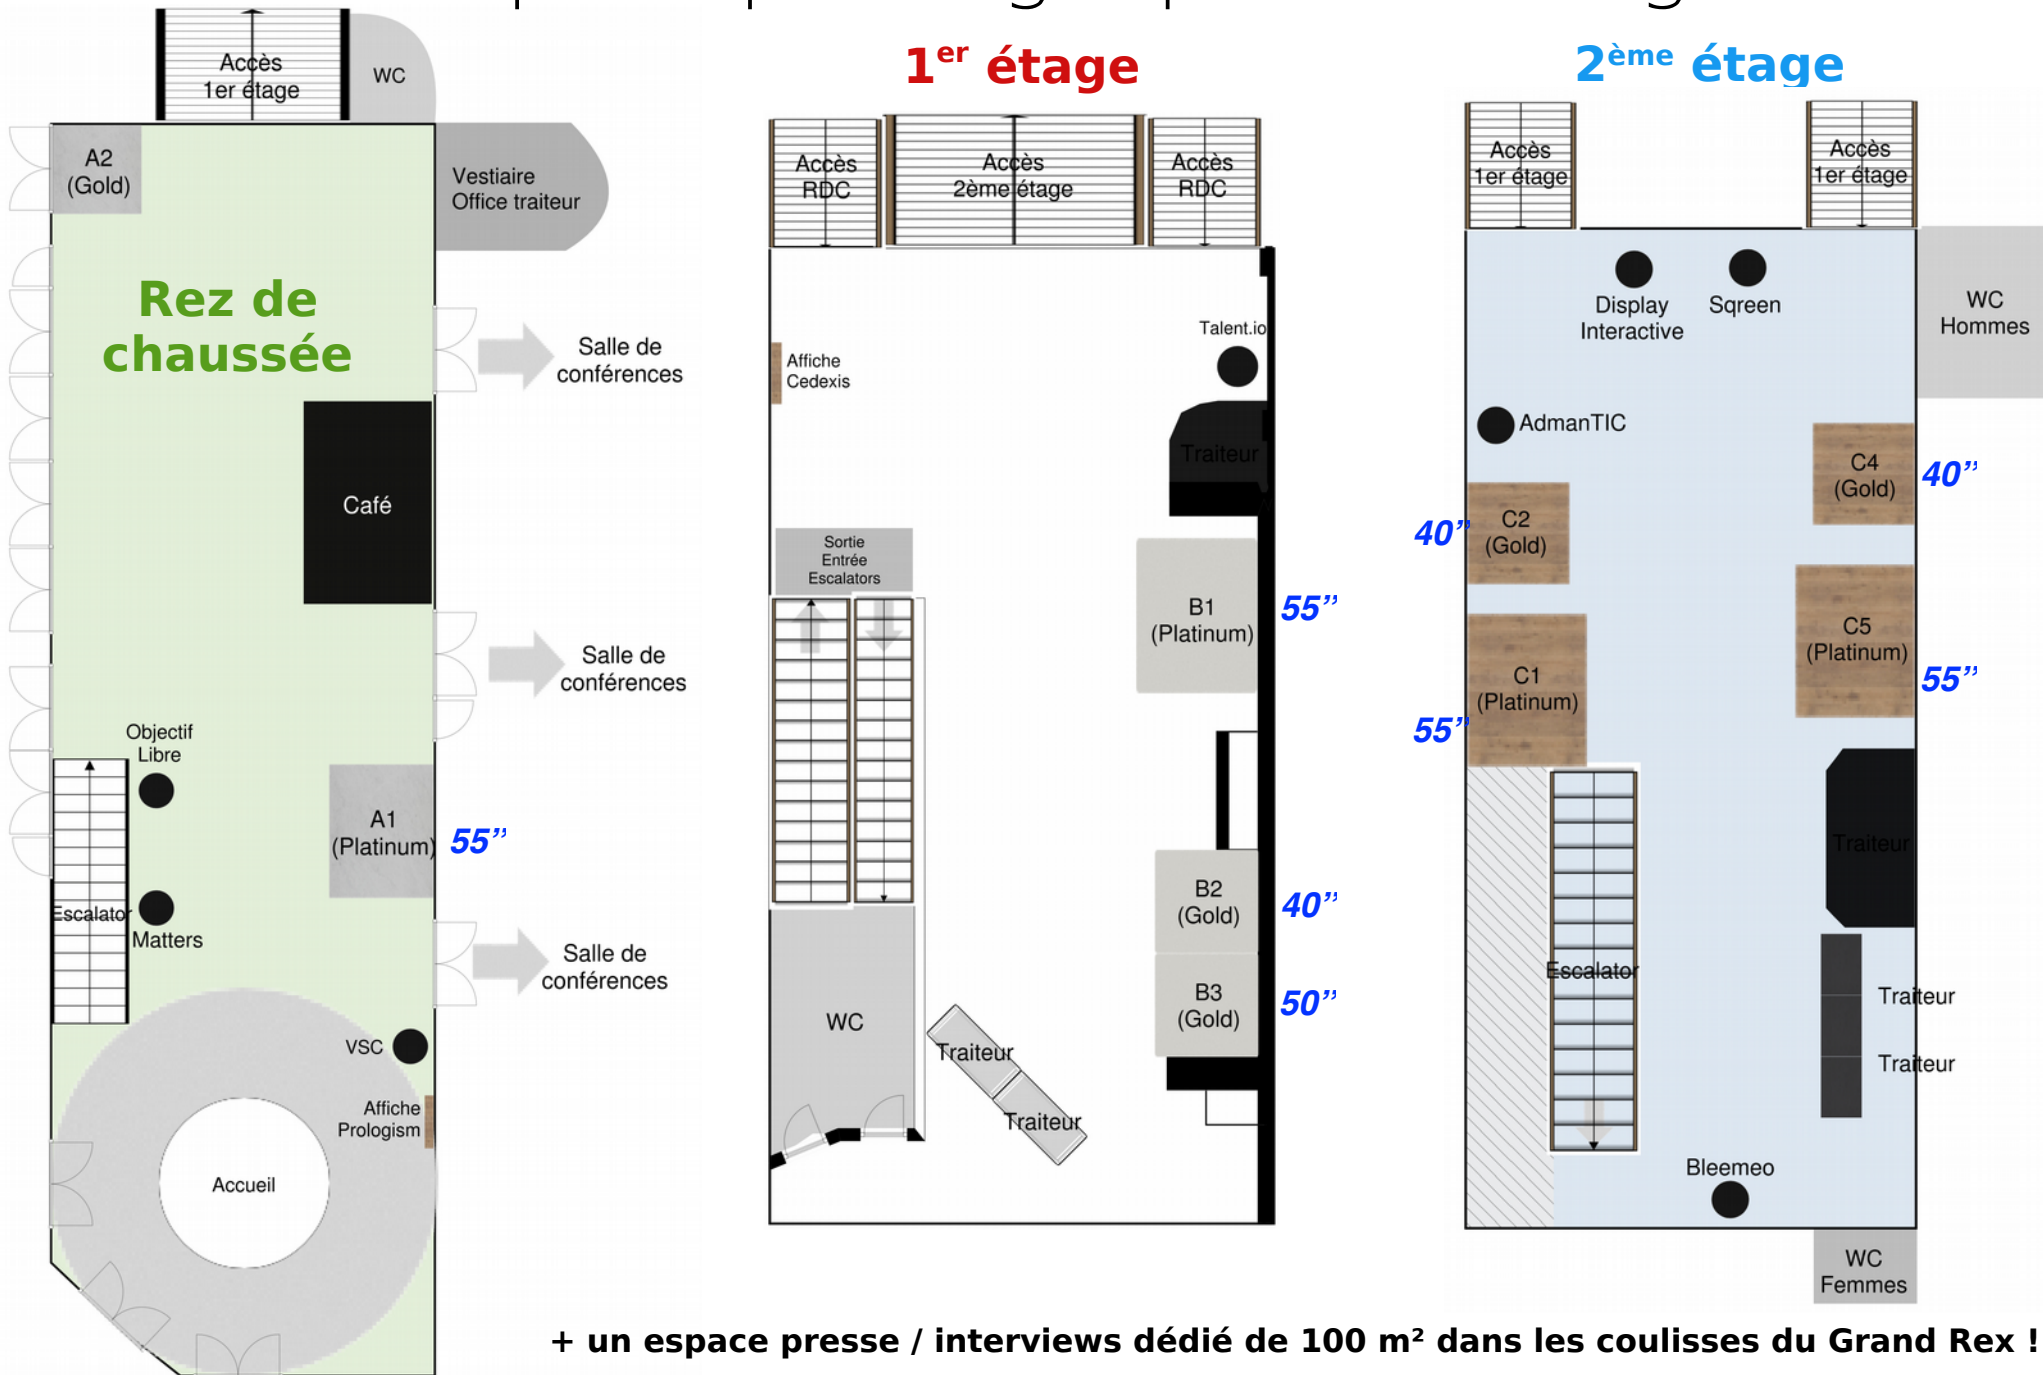 1er étage
2ème étage
Accès
1er étage
WC
A2
(Gold)
Vestiaire
Office traiteur
Rez de
chaussée
Salle de
conférences
Café
Salle de
conférences
Objectif
Libre
A1
(Platinum)
55”
Escalator
Matters
Salle de
conférences
VSC
Affiche
Prologism
Accueil
Accès
RDC
Accès
2ème étage
Accès
RDC
Talent.io
Affiche
Cedexis
Traiteur
Sortie
Entrée
Escalators
B1
(Platinum)
55”
B2
(Gold)
40”
B3
(Gold)
50”
WC
Traiteur
Traiteur
Accès
1er étage
Accès
1er étage
Display
Interactive
Sqreen
WC
Hommes
AdmanTIC
C4
(Gold)
40”
40”
C2
(Gold)
C5
(Platinum)
55”
C1
(Platinum)
55”
Traiteur
Escalator
Traiteur
Traiteur
Bleemeo
WC
Femmes
+ un espace presse / interviews dédié de 100 m² dans les coulisses du Grand Rex !